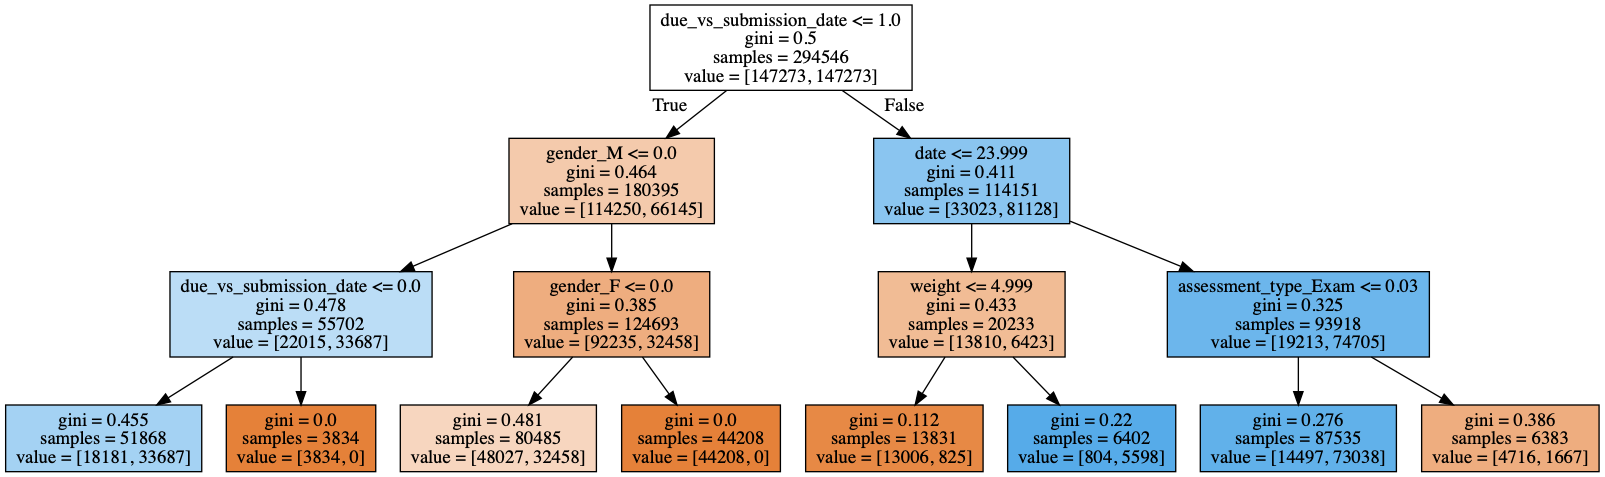 due_vs_submission_date <= 1.0
gini = 0.5
samples = 294546
value = [147273, 147273]
True
False
gender_M <= 0.0
gini = 0.464
samples = 180395
value = [114250, 66145]
date <= 23.999
gini = 0.411
samples = 114151
value = [33023, 81128]
due_vs_submission_date <= 0.0
gini = 0.478
samples = 55702
value = [22015, 33687]
gender_F <= 0.0
gini = 0.385
samples = 124693
value = [92235, 32458]
weight <= 4.999
gini = 0.433
samples = 20233
value = [13810, 6423]
assessment_type_Exam <= 0.03
gini = 0.325
samples = 93918
value = [19213, 74705]
gini = 0.455
samples = 51868
value = [18181, 33687]
gini = 0.0
samples = 3834
value = [3834, 0]
gini = 0.481
samples = 80485
value = [48027, 32458]
gini = 0.0
samples = 44208
value = [44208, 0]
gini = 0.112
samples = 13831
value = [13006, 825]
gini = 0.22
samples = 6402
value = [804, 5598]
gini = 0.276
samples = 87535
value = [14497, 73038]
gini = 0.386
samples = 6383
value = [4716, 1667]